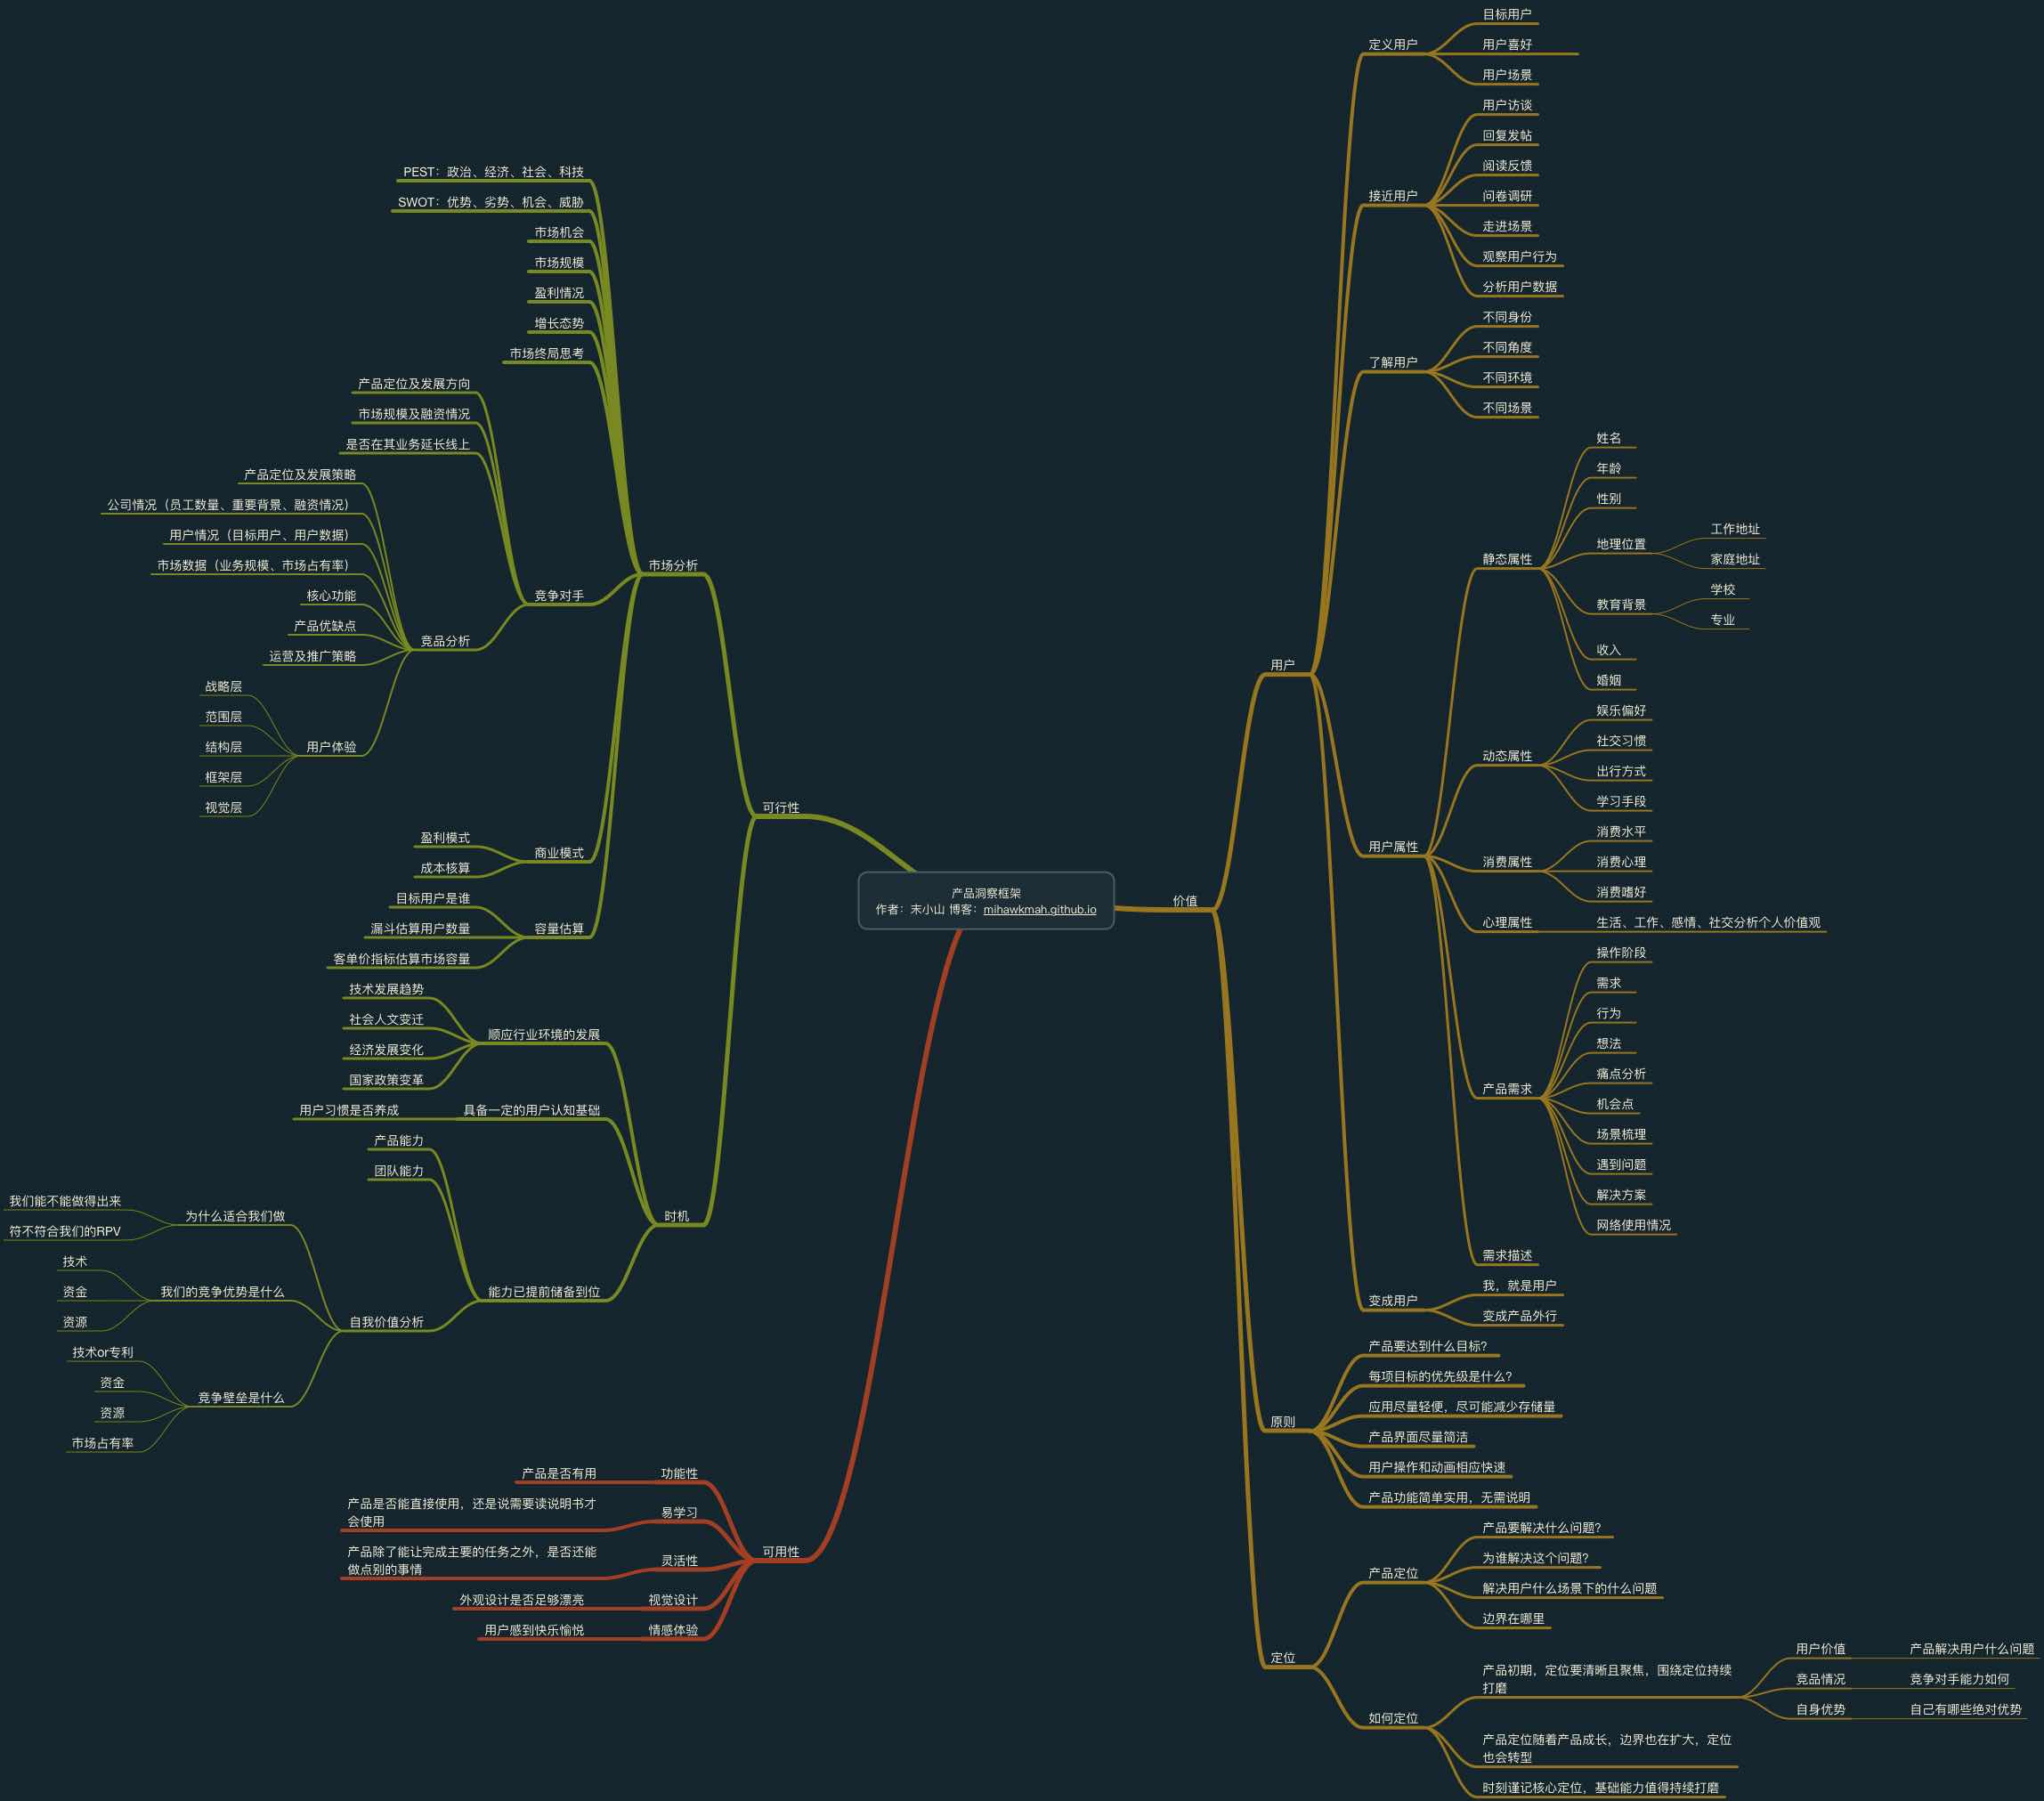 产品洞察框架
作者：末小山 博客：mihawkmah.github.io
价值
用户
定义用户
目标用户
用户喜好
用户场景
接近用户
用户访谈
回复发帖
阅读反馈
问卷调研
走进场景
观察用户行为
分析用户数据
了解用户
不同身份
不同角度
不同环境
不同场景
用户属性
静态属性
姓名
年龄
性别
地理位置
工作地址
家庭地址
教育背景
学校
专业
收入
婚姻
动态属性
娱乐偏好
社交习惯
出行方式
学习手段
消费属性
消费水平
消费心理
消费嗜好
心理属性
生活、工作、感情、社交分析个人价值观
产品需求
操作阶段
需求
行为
想法
痛点分析
机会点
场景梳理
遇到问题
解决方案
网络使用情况
需求描述
变成用户
我，就是用户
变成产品外行
原则
产品要达到什么目标？
每项目标的优先级是什么？
应用尽量轻便，尽可能减少存储量
产品界面尽量简洁
用户操作和动画相应快速
产品功能简单实用，无需说明
定位
产品定位
产品要解决什么问题？
为谁解决这个问题？
解决用户什么场景下的什么问题
边界在哪里
如何定位
产品初期，定位要清晰且聚焦，围绕定位持续
打磨
用户价值
产品解决用户什么问题
竞品情况
竞争对手能力如何
自身优势
自己有哪些绝对优势
产品定位随着产品成长，边界也在扩大，定位
也会转型
时刻谨记核心定位，基础能力值得持续打磨
可行性
市场分析
PEST：政治、经济、社会、科技
SWOT：优势、劣势、机会、威胁
市场机会
市场规模
盈利情况
增长态势
市场终局思考
竞争对手
产品定位及发展方向
市场规模及融资情况
是否在其业务延长线上
竞品分析
产品定位及发展策略
公司情况（员工数量、重要背景、融资情况）
用户情况（目标用户、用户数据）
市场数据（业务规模、市场占有率）
核心功能
产品优缺点
运营及推广策略
用户体验
战略层
范围层
结构层
框架层
视觉层
商业模式
盈利模式
成本核算
容量估算
目标用户是谁
漏斗估算用户数量
客单价指标估算市场容量
时机
顺应行业环境的发展
技术发展趋势
社会人文变迁
经济发展变化
国家政策变革
具备一定的用户认知基础
用户习惯是否养成
能力已提前储备到位
产品能力
团队能力
自我价值分析
为什么适合我们做
我们能不能做得出来
符不符合我们的RPV
我们的竞争优势是什么
技术
资金
资源
竞争壁垒是什么
技术or专利
资金
资源
市场占有率
可用性
功能性
产品是否有用
易学习
产品是否能直接使用，还是说需要读说明书才
会使用
灵活性
产品除了能让完成主要的任务之外，是否还能
做点别的事情
视觉设计
外观设计是否足够漂亮
情感体验
用户感到快乐愉悦